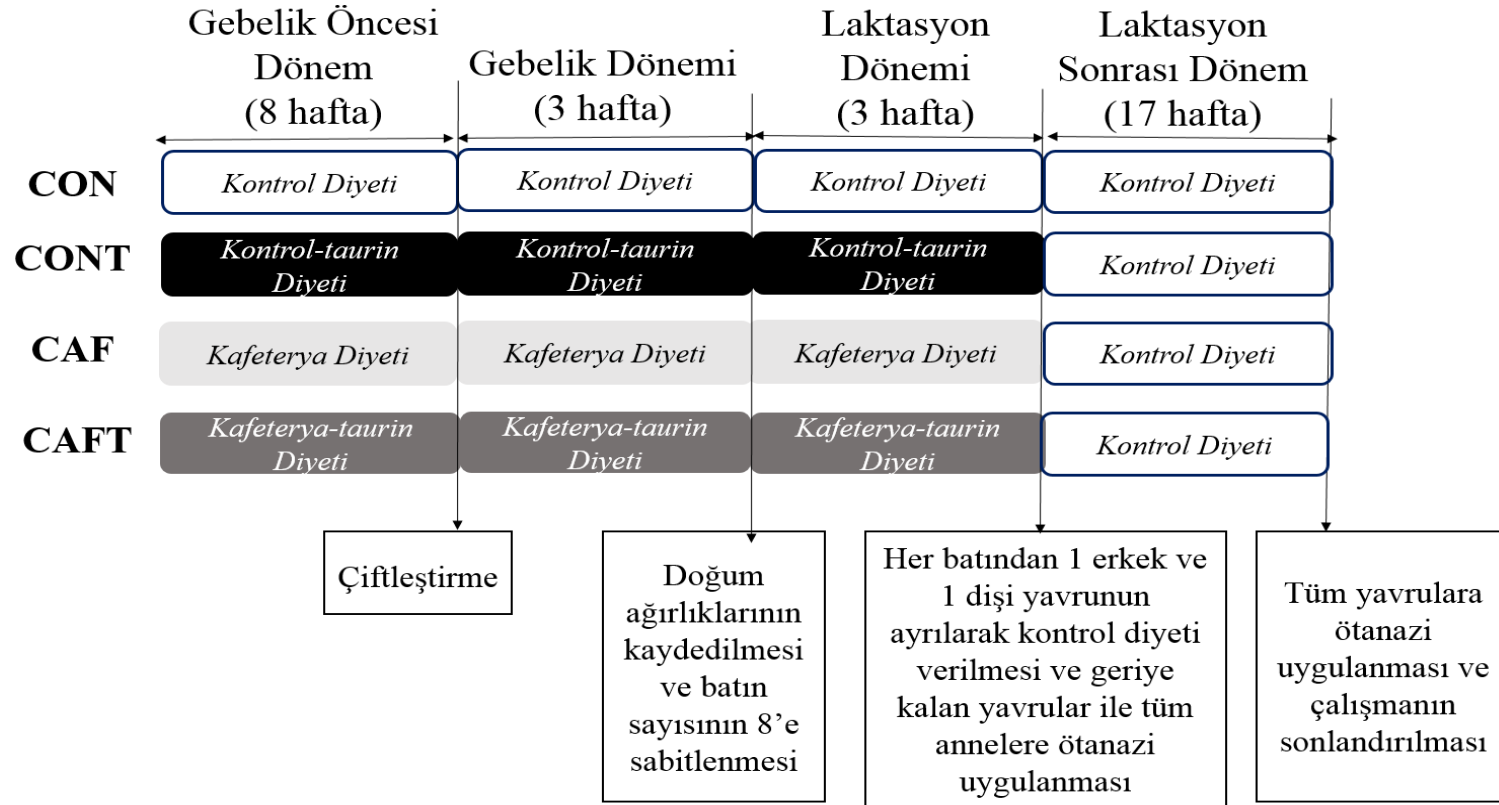 Gebelik Öncesi
Dönem
(8 hafta)
Gebelik Dönemi
(3 hafta)
Laktasyon
Dönemi
(3 hafta)
Laktasyon
Sonrası Dönem
(17 hafta)
CON
Kontrol Diyeti
Kontrol Diyeti
Kontrol Diyeti
Kontrol Diyeti
CONT
Kontrol-taurin
Diyeti
Kontrol-taurin
Diyeti
Kontrol-taurin
Diyeti
Kontrol Diyeti
CAF
Kafeterya Diyeti
Kafeterya Diyeti
Kafeterya Diyeti
Kontrol Diyeti
CAFT
Kafeterya-taurin
Diyeti
Kafeterya-taurin
Diyeti
Kafeterya-taurin
Diyeti
Kontrol Diyeti
Çiftleştirme
Doğum
ağırlıklarının
kaydedilmesi
ve batın
sayısının 8’e
sabitlenmesi
Her batından 1 erkek ve
1 dişi yavrunun
ayrılarak kontrol diyeti
verilmesi ve geriye
kalan yavrular ile tüm
annelere ötanazi
uygulanması
Tüm yavrulara
ötanazi
uygulanması ve
çalışmanın
sonlandırılması